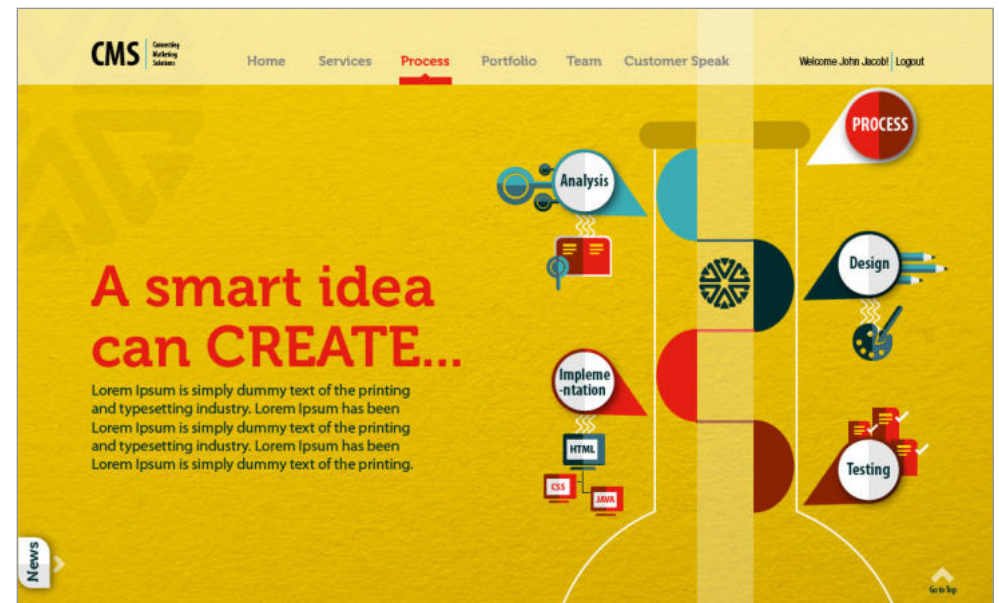 CMS
Connecting
Marketing
Solutions
Home Services Process Portfolio Team Customer Speak
Welcome John Jacob! Logout
PROCESS
Analysis
Design
A smart idea
can CREATE...
Lorem Ipsum is simply dummy text of the printing
and typesetting industry. Lorem Ipsum has been
Lorem Ipsum is simply dummy text of the printing
and typesetting industry. Lorem Ipsum has been
Lorem Ipsum is simply dummy text of the printing.
Impleme
-ntation
HTML
CSS
JAVA
Testing
News
Go to Top